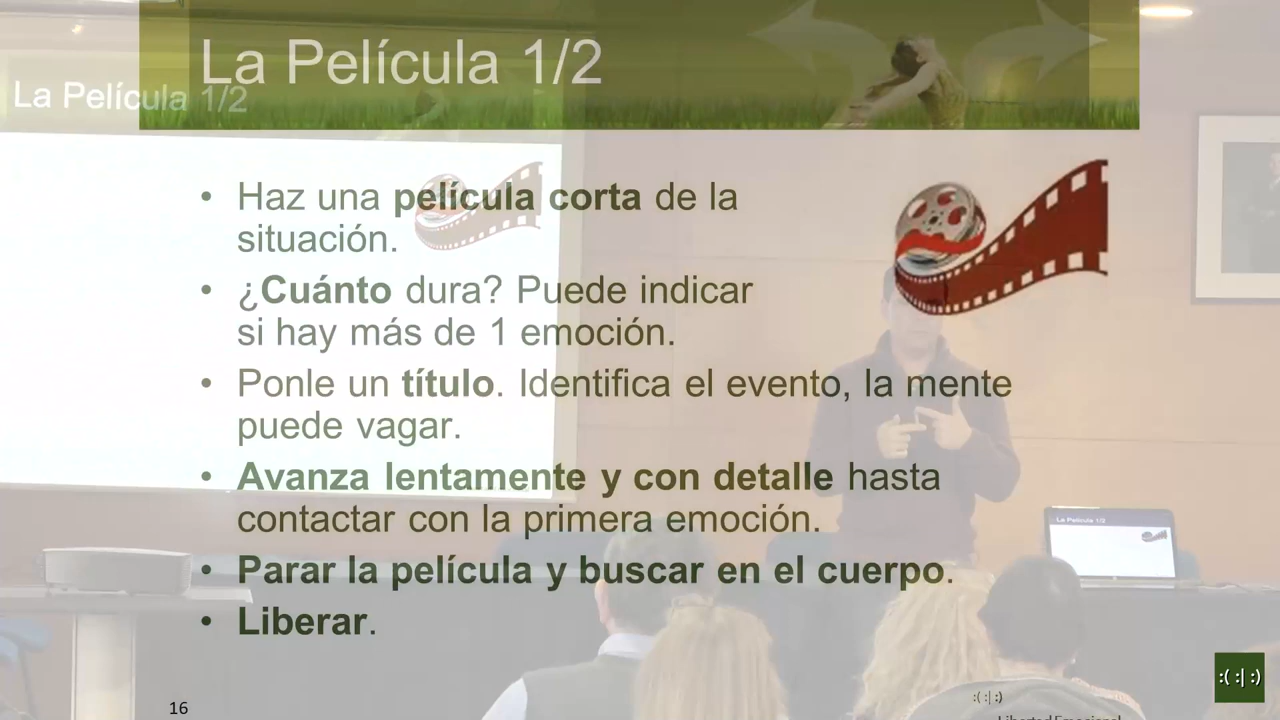 La Película 1/2
La Película 1/2
• Haz una película corta de la
situación.
• ¿Cuánto dura? Puede indicar
si hay más de 1 emoción.
• Ponle un título. Identifica el evento, la mente
puede vagar.
• Avanza lentamente y con detalle hasta
contactar con la primera emoción.
La Película 1/2
• Parar la película y buscar en el cuerpo.
• Liberar.
:( :| :)
:( :| :)
16
Libertad Emocional